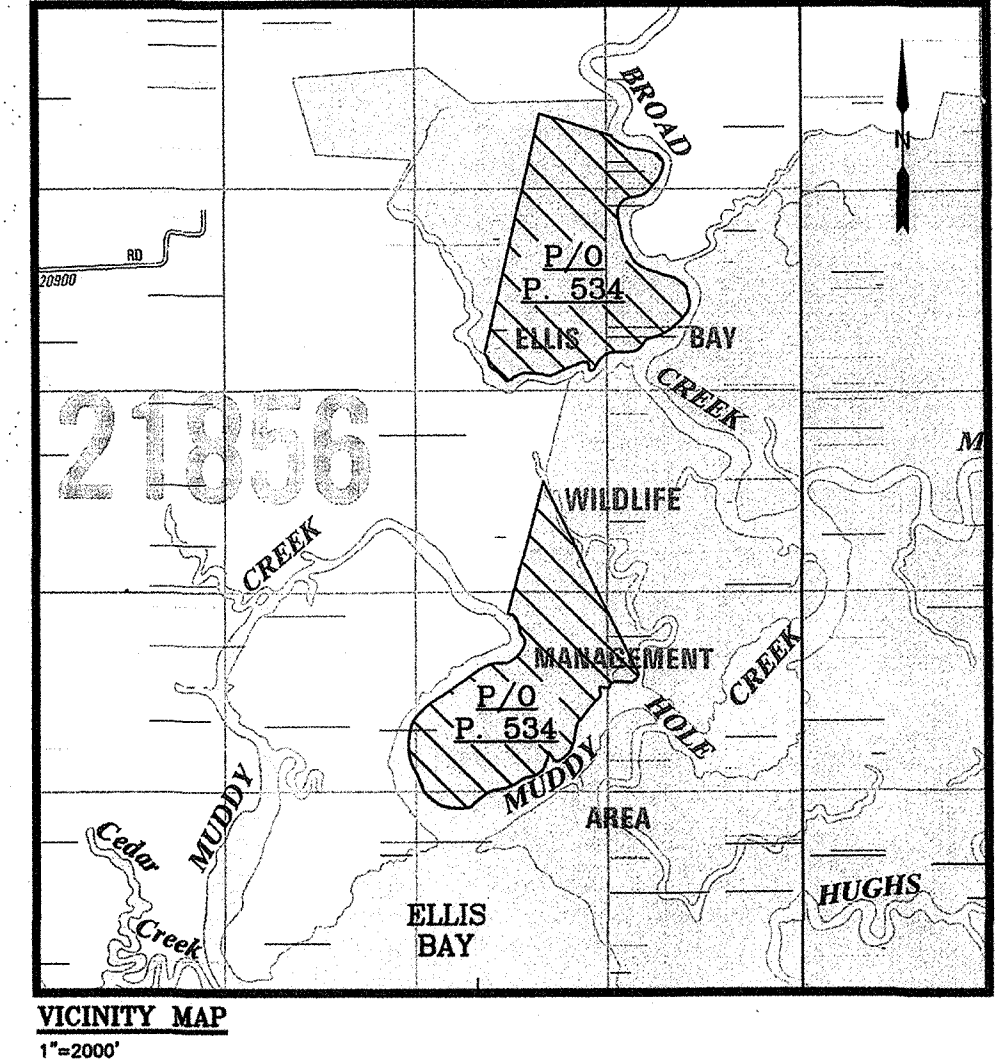 BROAD
N
RD
20900
P/O
P. 534
ELLIS BAY
CREEK
21856
M
WILDLIFE
CREEK
MANAGEMENT
CREEK
P/O
P. 534
HOLE
MUDDY
MUDDY
AREA
Cedar
Creek
HUGHS
ELLIS
BAY
VICINITY MAP
1"=2000'